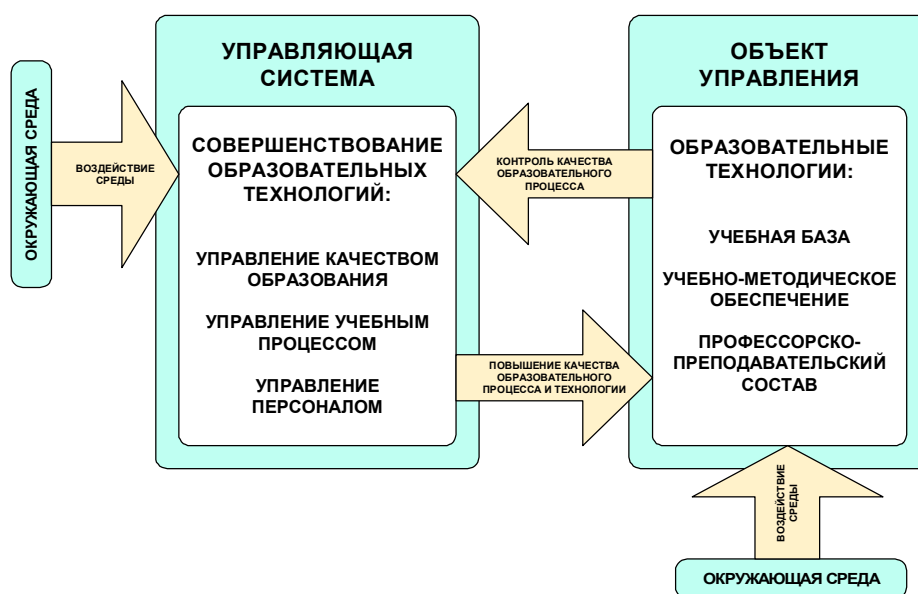 ОКРУЖАЮЩАЯ СРЕДА
ВОЗДЕЙСТВИЕ
СРЕДЫ
УПРАВЛЯЮЩАЯ
СИСТЕМА
СОВЕРШЕНСТВОВАНИЕ
ОБРАЗОВАТЕЛЬНЫХ
ТЕХНОЛОГИЙ:
УПРАВЛЕНИЕ КАЧЕСТВОМ
ОБРАЗОВАНИЯ
УПРАВЛЕНИЕ УЧЕБНЫМ
ПРОЦЕССОМ
УПРАВЛЕНИЕ
ПЕРСОНАЛОМ
КОНТРОЛЬ КАЧЕСТВА
ОБРАЗОВАТЕЛЬНОГО
ПРОЦЕССА
ПОВЫШЕНИЕ КАЧЕСТВА
ОБРАЗОВАТЕЛЬНОГО
ПРОЦЕССА И ТЕХНОЛОГИИ
ОБЪЕКТ
УПРАВЛЕНИЯ
ОБРАЗОВАТЕЛЬНЫЕ
ТЕХНОЛОГИИ:
УЧЕБНАЯ БАЗА
УЧЕБНО-МЕТОДИЧЕСКОЕ
ОБЕСПЕЧЕНИЕ
ПРОФЕССОРСКО-
ПРЕПОДАВАТЕЛЬСКИЙ
СОСТАВ
ВОЗДЕЙСТВИЕ
СРЕДЫ
ОКРУЖАЮЩАЯ СРЕДА